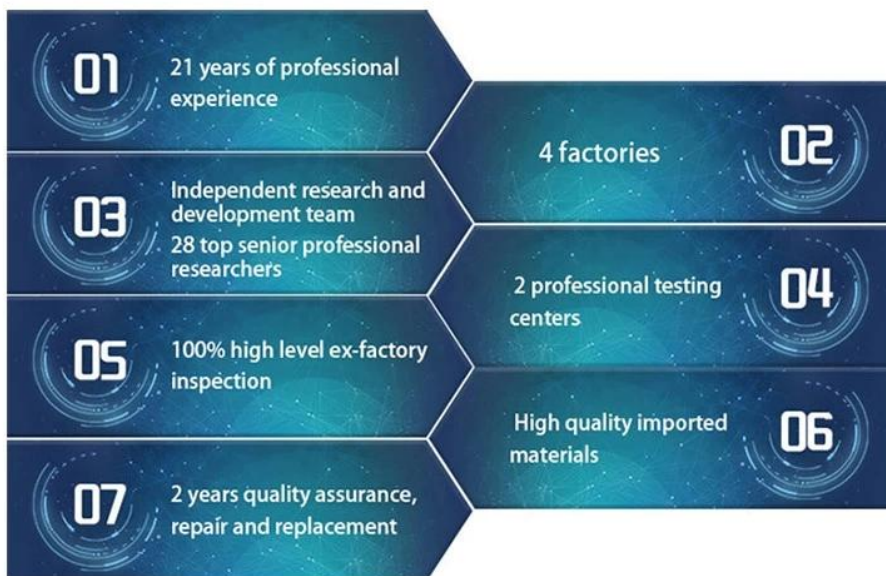 01
21 years of professional
experience
02
4 factories
03
Independent research and
development team
28 top senior professional
researchers
04
2 professional testing
centers
05
100% high level ex-factory
inspection
06
High quality imported
materials
07
2 years quality assurance,
repair and replacement